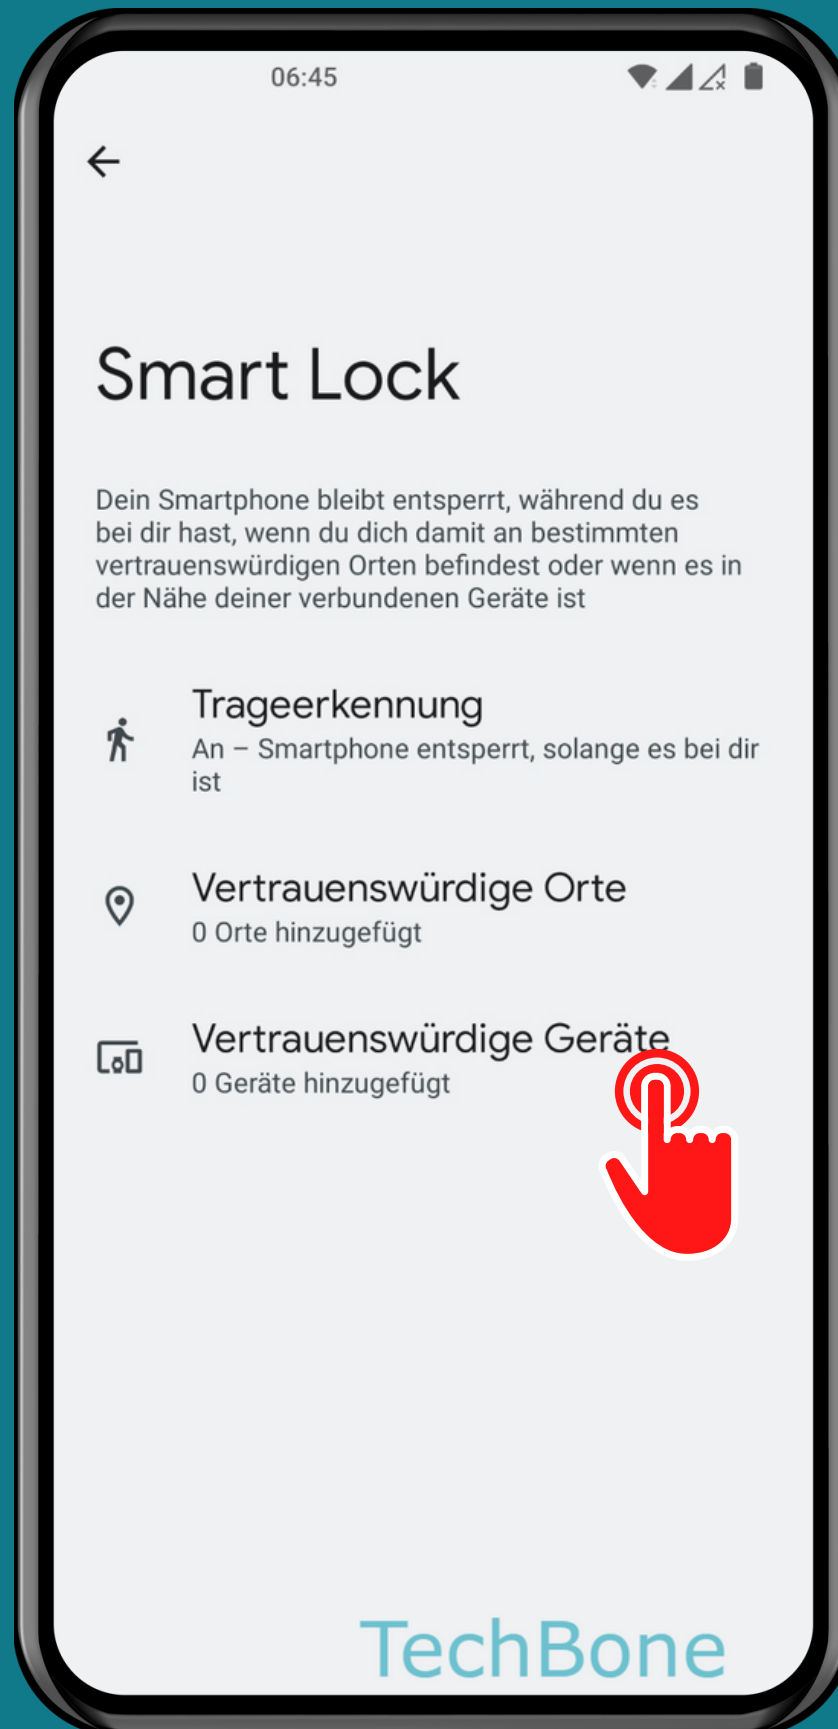 06:45
Smart Lock
Dein Smartphone bleibt entsperrt, während du es
bei dir hast, wenn du dich damit an bestimmten
vertrauenswürdigen Orten befindest oder wenn es in
der Nähe deiner verbundenen Geräte ist
Trageerkennung
An – Smartphone entsperrt, solange es bei dir
ist
Vertrauenswürdige Orte
0 Orte hinzugefügt
Vertrauenswürdige Geräte
0 Geräte hinzugefügt
TechBone